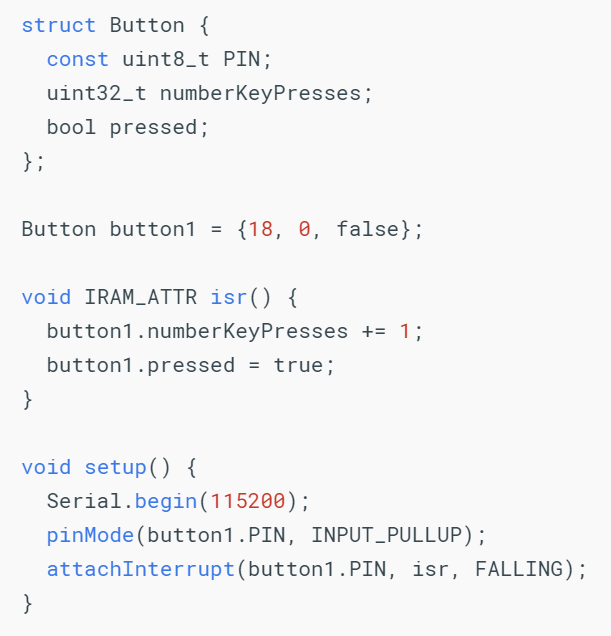 struct Button {
  const uint8_t PIN;
  uint32_t numberKeyPresses;
  bool pressed;
};

Button button1 = {18, 0, false};

void IRAM_ATTR isr() {
  button1.numberKeyPresses += 1;
  button1.pressed = true;
}

void setup() {
  Serial.begin(115200);
  pinMode(button1.PIN, INPUT_PULLUP);
  attachInterrupt(button1.PIN, isr, FALLING);
}